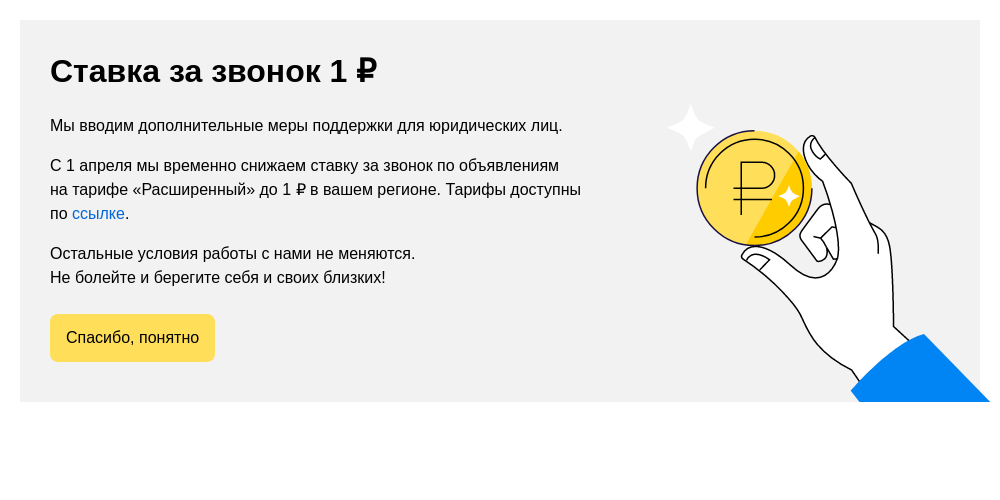 Ставка за звонок 1 ₽
Мы вводим дополнительные меры поддержки для юридических лиц.
С 1 апреля мы временно снижаем ставку за звонок по объявлениям
на тарифе «Расширенный» до 1 ₽ в вашем регионе. Тарифы доступны
по ссылке.
Остальные условия работы с нами не меняются.
Не болейте и берегите себя и своих близких!
Спасибо, понятно